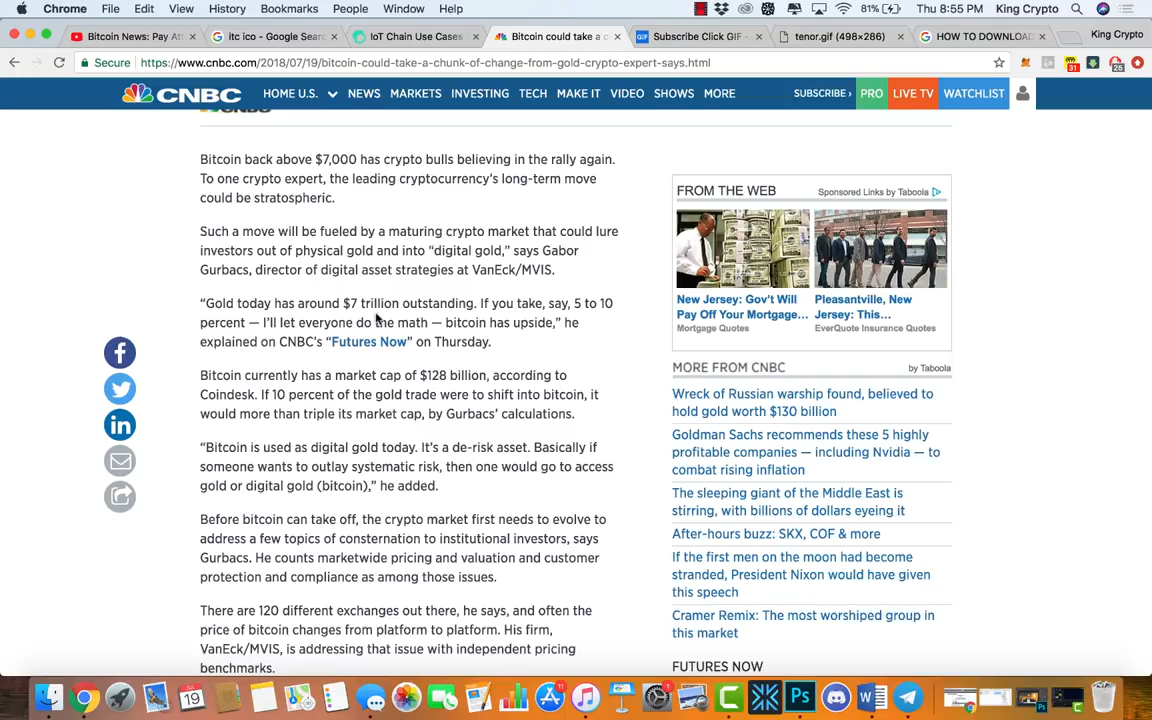 Chrome File Edit View History Bookmarks People Window Help 81% Thu 8:55 PM King Crypto
Bitcoin News: Pay At
itc ico - Google Sear
IoT Chain Use Cases
Bitcoin could take a c
Subscribe Click GIF -
tenor.gif (498×286)
HOW TO DOWNLOAD
King Crypto
Secure https://www.cnbc.com/2018/07/19/bitcoin-could-take-a-chunk-of-change-from-gold-crypto-expert-says.html
31
25
CNBC HOME U.S. NEWS MARKETS INVESTING TECH MAKE IT VIDEO SHOWS MORE SUBSCRIBE › PRO LIVE TV WATCHLIST
CNBC
Bitcoin back above $7,000 has crypto bulls believing in the rally again.
To one crypto expert, the leading cryptocurrency's long-term move
could be stratospheric.
Such a move will be fueled by a maturing crypto market that could lure
investors out of physical gold and into “digital gold,” says Gabor
Gurbacs, director of digital asset strategies at VanEck/MVIS.
“Gold today has around $7 trillion outstanding. If you take, say, 5 to 10
percent — I'll let everyone do the math — bitcoin has upside,” he
explained on CNBC's “Futures Now” on Thursday.
Bitcoin currently has a market cap of $128 billion, according to
Coindesk. If 10 percent of the gold trade were to shift into bitcoin, it
would more than triple its market cap, by Gurbacs' calculations.
“Bitcoin is used as digital gold today. It's a de-risk asset. Basically if
someone wants to outlay systematic risk, then one would go to access
gold or digital gold (bitcoin),” he added.
Before bitcoin can take off, the crypto market first needs to evolve to
address a few topics of consternation to institutional investors, says
Gurbacs. He counts marketwide pricing and valuation and customer
protection and compliance as among those issues.
There are 120 different exchanges out there, he says, and often the
price of bitcoin changes from platform to platform. His firm,
VanEck/MVIS, is addressing that issue with independent pricing
benchmarks.
FROM THE WEB Sponsored Links by Taboola
New Jersey: Gov't Will
Pay Off Your Mortgage...
Mortgage Quotes
Pleasantville, New
Jersey: This...
EverQuote Insurance Quotes
MORE FROM CNBC by Taboola
Wreck of Russian warship found, believed to
hold gold worth $130 billion
Goldman Sachs recommends these 5 highly
profitable companies — including Nvidia — to
combat rising inflation
The sleeping giant of the Middle East is
stirring, with billions of dollars eyeing it
After-hours buzz: SKX, COF & more
If the first men on the moon had become
stranded, President Nixon would have given
this speech
Cramer Remix: The most worshiped group in
this market
FUTURES NOW
JUL
19
11
1
Ps
W